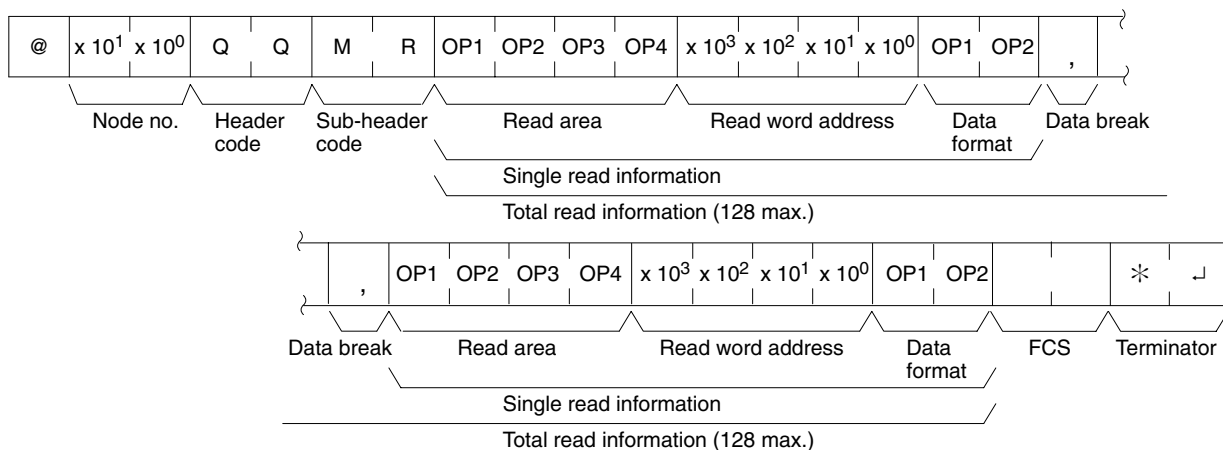 @ x 10¹ x 10⁰ Q Q M R OP1 OP2 OP3 OP4 x 10³ x 10² x 10¹ x 10⁰ OP1 OP2 ,
Node no. Header code Sub-header code Read area Read word address Data format Data break
Single read information
Total read information (128 max.)
, OP1 OP2 OP3 OP4 x 10³ x 10² x 10¹ x 10⁰ OP1 OP2 * ↵
Data break Read area Read word address Data format FCS Terminator
Single read information
Total read information (128 max.)